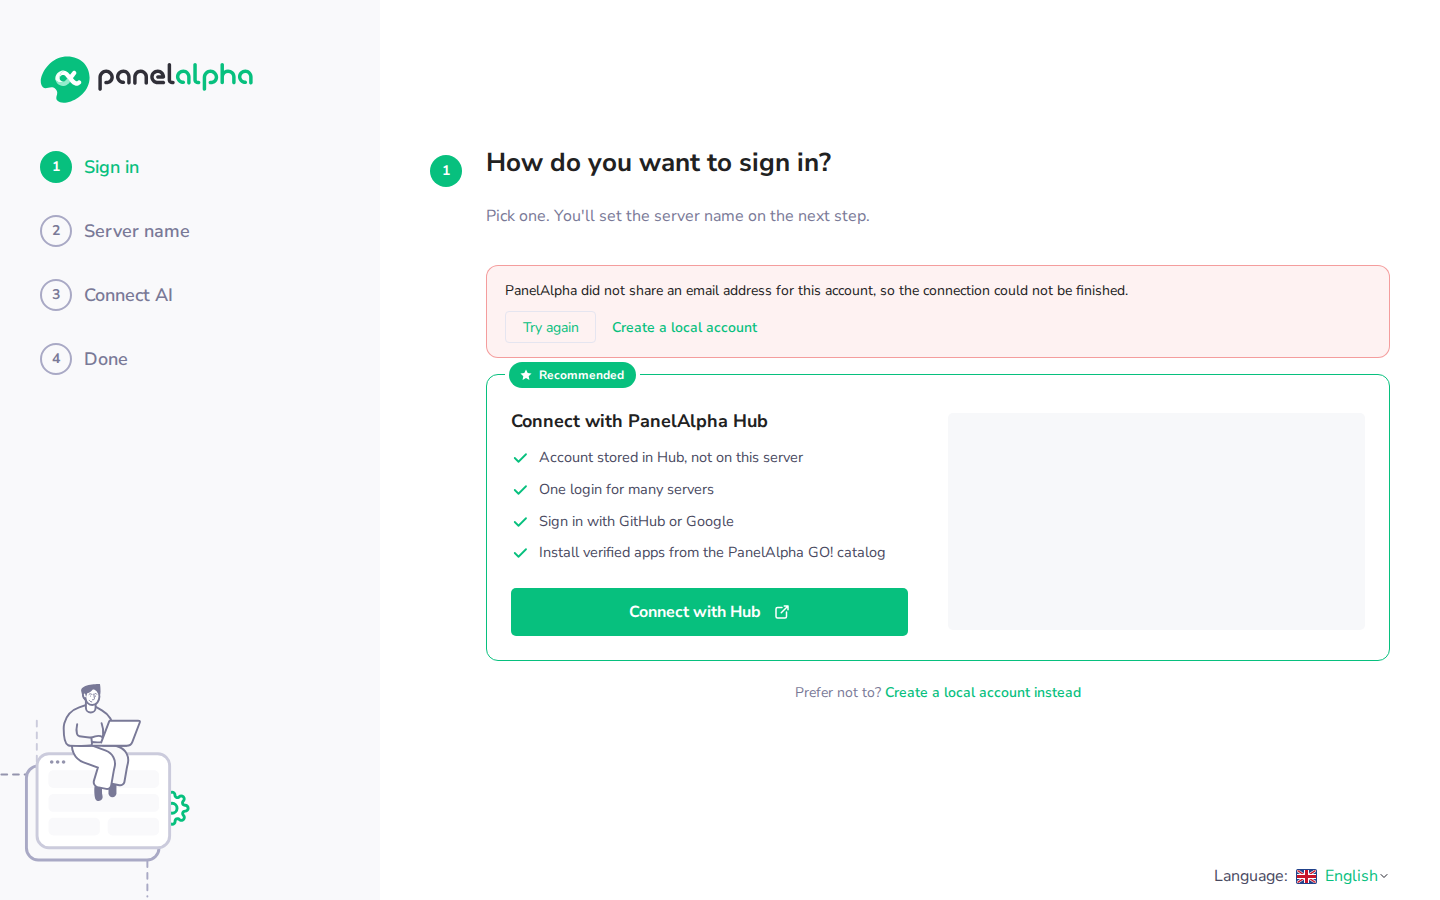 panelalpha
1 Sign in
2 Server name
3 Connect AI
4 Done
1 How do you want to sign in?
Pick one. You'll set the server name on the next step.
PanelAlpha did not share an email address for this account, so the connection could not be finished.
Try again Create a local account
Recommended
Connect with PanelAlpha Hub
Account stored in Hub, not on this server
One login for many servers
Sign in with GitHub or Google
Install verified apps from the PanelAlpha GO! catalog
Connect with Hub
Prefer not to? Create a local account instead
Language: English